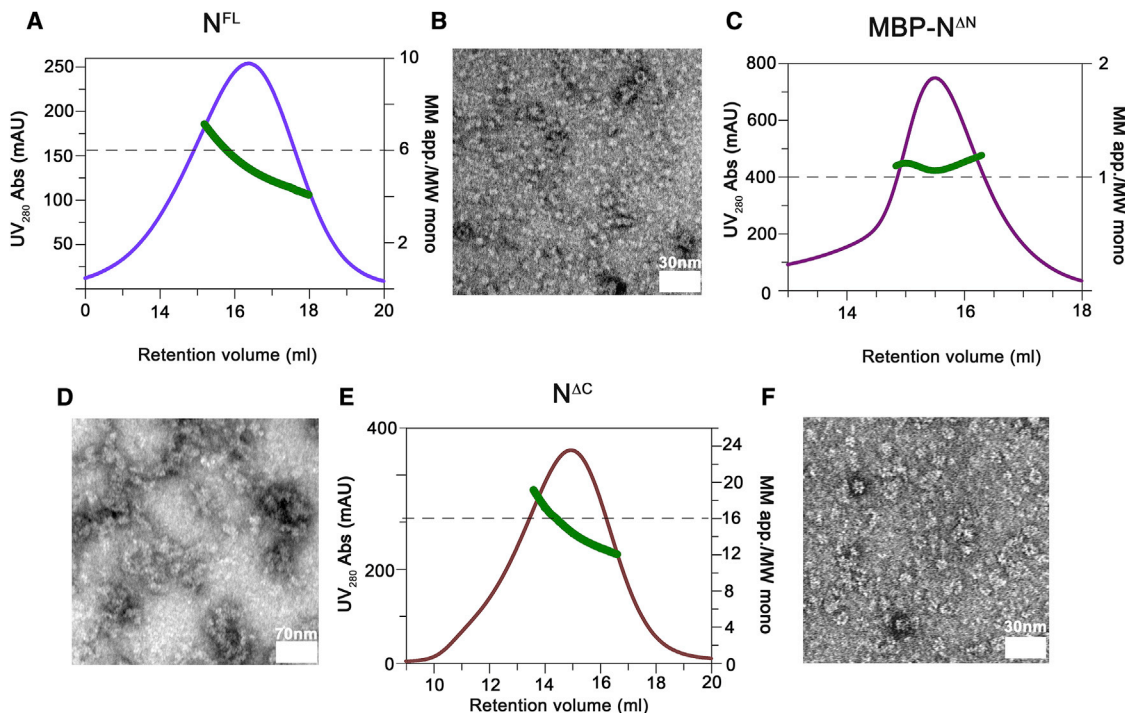 A
N^FL
UV280 Abs (mAU)
250
200
150
100
50
10
6
2
MM app./MW mono
0
14
16
18
20
Retention volume (ml)
B
30nm
C
MBP-N^ΔN
UV280 Abs (mAU)
800
600
400
200
0
2
1
MM app./MW mono
14
16
18
Retention volume (ml)
D
70nm
E
N^ΔC
UV280 Abs (mAU)
400
200
0
24
20
16
12
8
4
0
MM app./MW mono
10
12
14
16
18
20
Retention volume (ml)
F
30nm